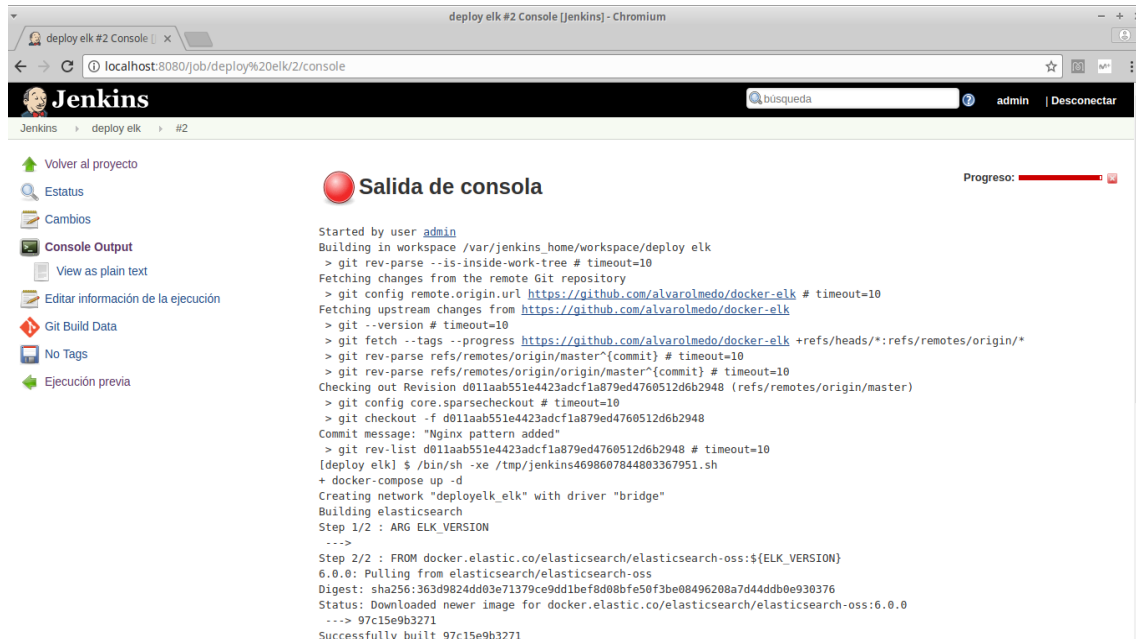 deploy elk #2 Console [Jenkins] - Chromium
deploy elk #2 Console [
localhost:8080/job/deploy%20elk/2/console
Jenkins
búsqueda
admin
| Desconectar
Jenkins
deploy elk
#2
Volver al proyecto
Estatus
Cambios
Console Output
View as plain text
Editar información de la ejecución
Git Build Data
No Tags
Ejecución previa
Salida de consola
Progreso:
Started by user admin
Building in workspace /var/jenkins_home/workspace/deploy elk
> git rev-parse --is-inside-work-tree # timeout=10
Fetching changes from the remote Git repository
> git config remote.origin.url https://github.com/alvarolmedo/docker-elk # timeout=10
Fetching upstream changes from https://github.com/alvarolmedo/docker-elk
> git --version # timeout=10
> git fetch --tags --progress https://github.com/alvarolmedo/docker-elk +refs/heads/*:refs/remotes/origin/*
> git rev-parse refs/remotes/origin/master^{commit} # timeout=10
> git rev-parse refs/remotes/origin/origin/master^{commit} # timeout=10
Checking out Revision d011aab551e4423adcf1a879ed4760512d6b2948 (refs/remotes/origin/master)
> git config core.sparsecheckout # timeout=10
> git checkout -f d011aab551e4423adcf1a879ed4760512d6b2948
Commit message: "Nginx pattern added"
> git rev-list d011aab551e4423adcf1a879ed4760512d6b2948 # timeout=10
[deploy elk] $ /bin/sh -xe /tmp/jenkins4698607844803367951.sh
+ docker-compose up -d
Creating network "deployelk_elk" with driver "bridge"
Building elasticsearch
Step 1/2 : ARG ELK_VERSION
--->
Step 2/2 : FROM docker.elastic.co/elasticsearch/elasticsearch-oss:${ELK_VERSION}
6.0.0: Pulling from elasticsearch/elasticsearch-oss
Digest: sha256:363d9824dd03e71379ce9dd1bef8d08bfe50f3be08496208a7d44ddb0e930376
Status: Downloaded newer image for docker.elastic.co/elasticsearch/elasticsearch-oss:6.0.0
---> 97c15e9b3271
Successfully built 97c15e9b3271